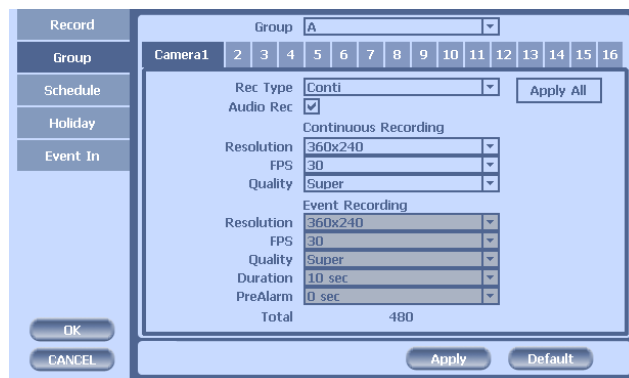 Record
Group
Schedule
Holiday
Event In
OK
CANCEL
Group A
Camera1 2 3 4 5 6 7 8 9 10 11 12 13 14 15 16
Rec Type Conti Apply All
Audio Rec
Continuous Recording
Resolution 360x240
FPS 30
Quality Super
Event Recording
Resolution 360x240
FPS 30
Quality Super
Duration 10 sec
PreAlarm 0 sec
Total 480
Apply Default